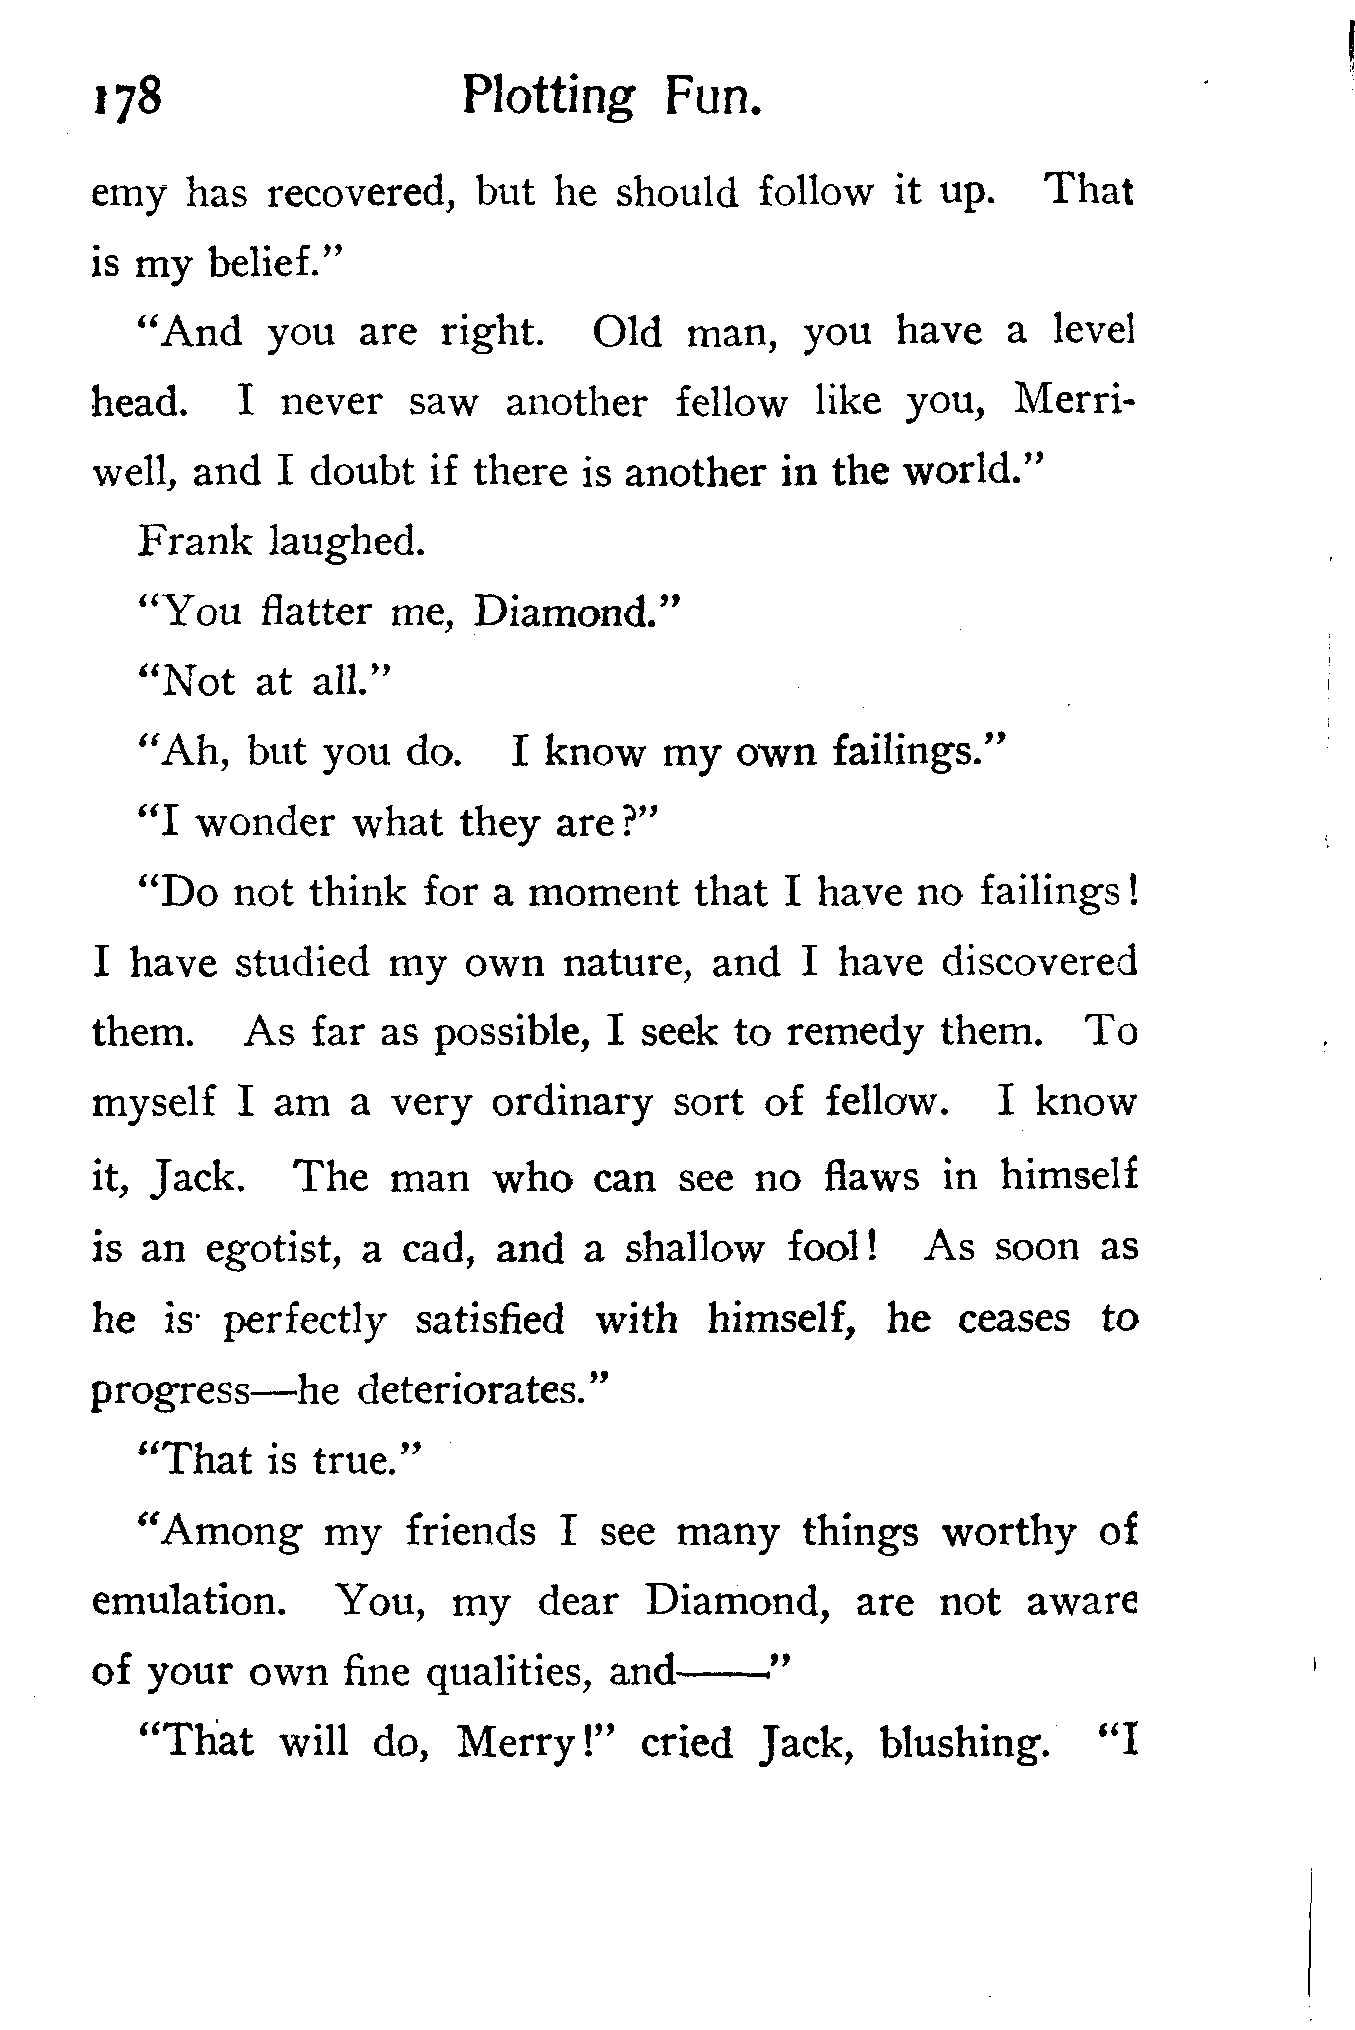 178 Plotting Fun.
emy has recovered, but he should follow it up. That
is my belief."
"And you are right. Old man, you have a level
head. I never saw another fellow like you, Merri-
well, and I doubt if there is another in the world."
Frank laughed.
"You flatter me, Diamond."
"Not at all."
"Ah, but you do. I know my own failings."
"I wonder what they are?"
"Do not think for a moment that I have no failings!
I have studied my own nature, and I have discovered
them. As far as possible, I seek to remedy them. To
myself I am a very ordinary sort of fellow. I know
it, Jack. The man who can see no flaws in himself
is an egotist, a cad, and a shallow fool! As soon as
he is perfectly satisfied with himself, he ceases to
progress—he deteriorates."
"That is true."
"Among my friends I see many things worthy of
emulation. You, my dear Diamond, are not aware
of your own fine qualities, and——"
"That will do, Merry!" cried Jack, blushing. "I